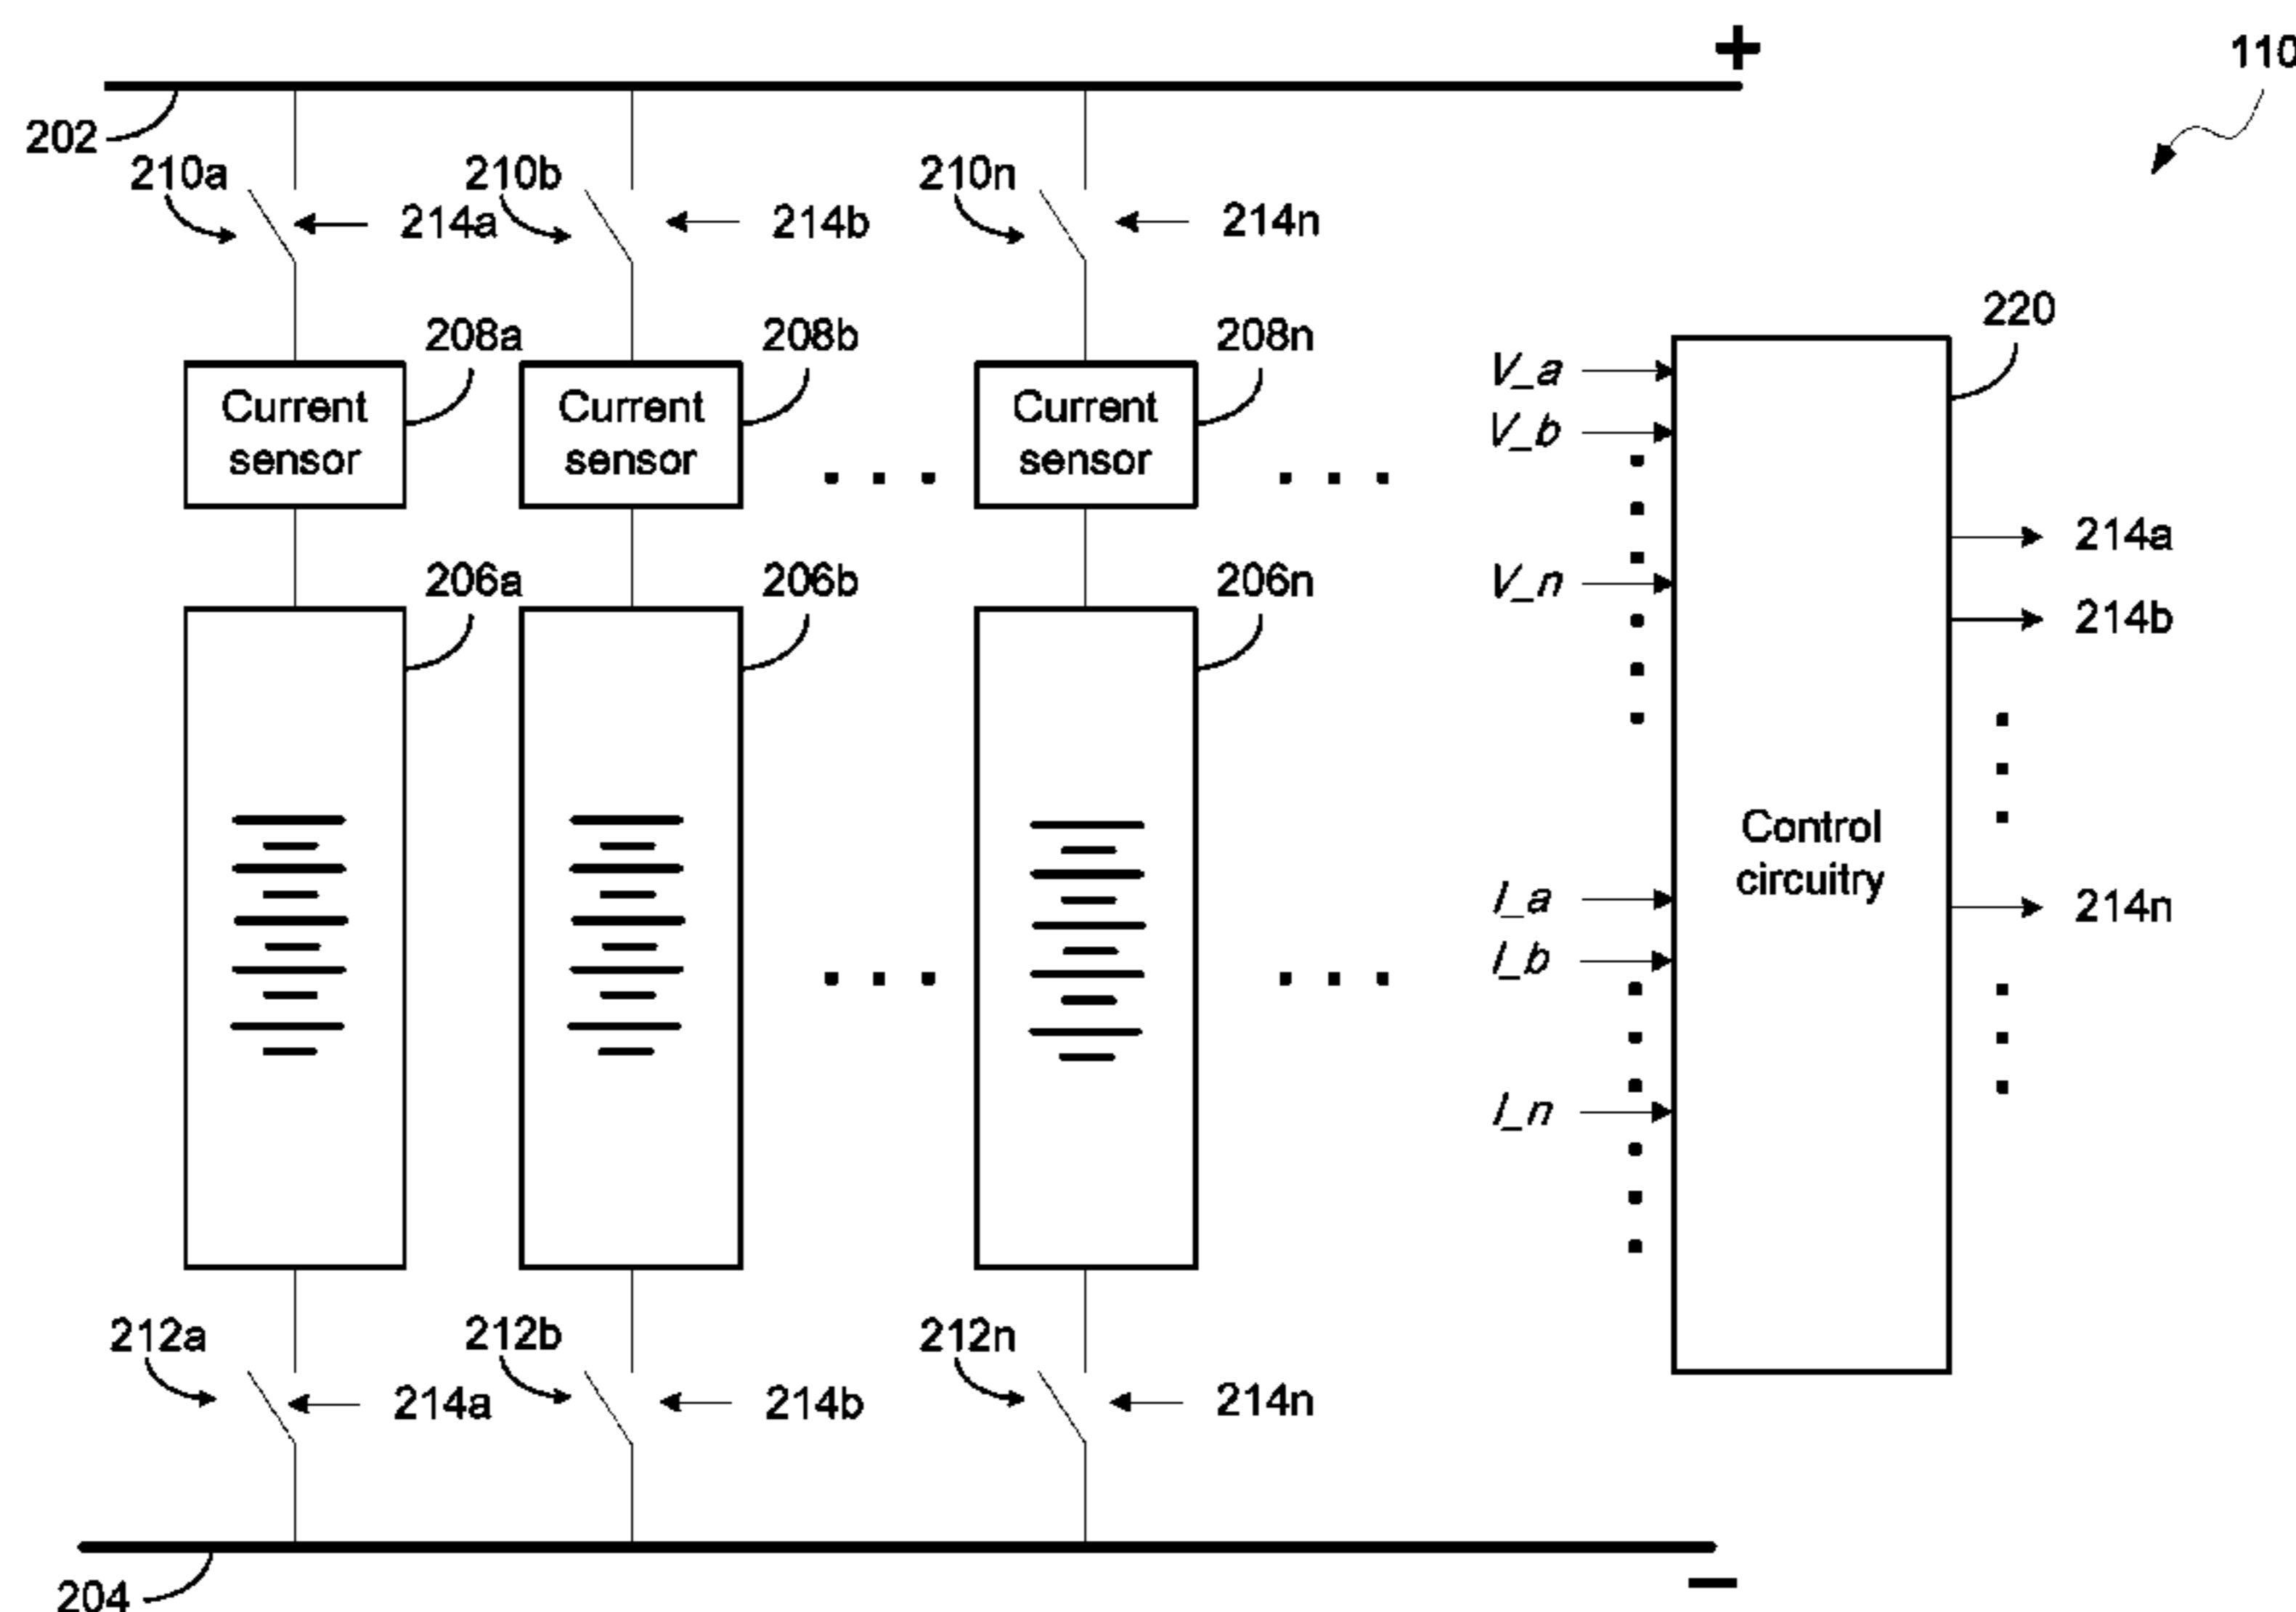 +
110
202
210a
210b
210n
214a
214b
214n
220
208a
208b
208n
Current
sensor
Current
sensor
Current
sensor
V_a
V_b
V_n
214a
214b
206a
206b
206n
Control
circuitry
I_a
I_b
I_n
214n
212a
212b
212n
214a
214b
214n
204
–